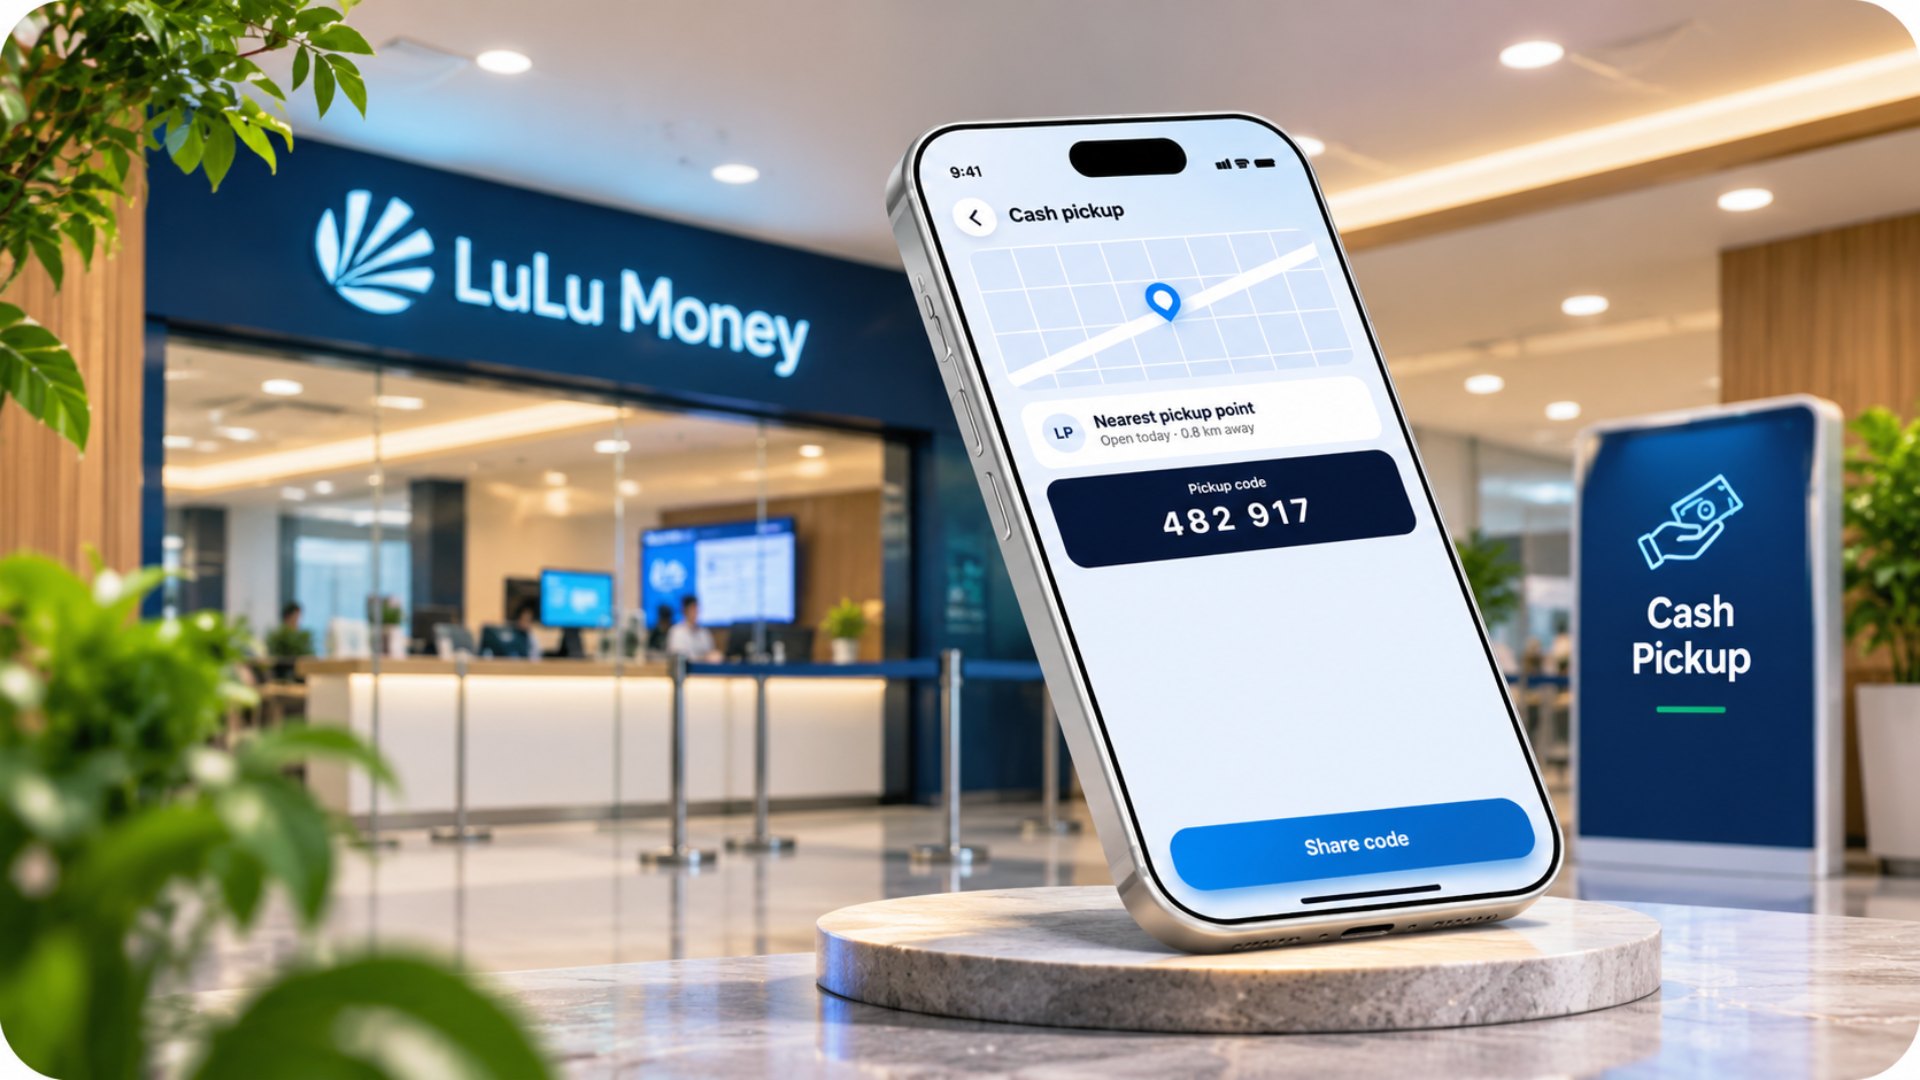 LuLu Money
9:41
Cash pickup
LP
Nearest pickup point
Open today · 0.8 km away
Pickup code
482 917
Share code
Cash
Pickup